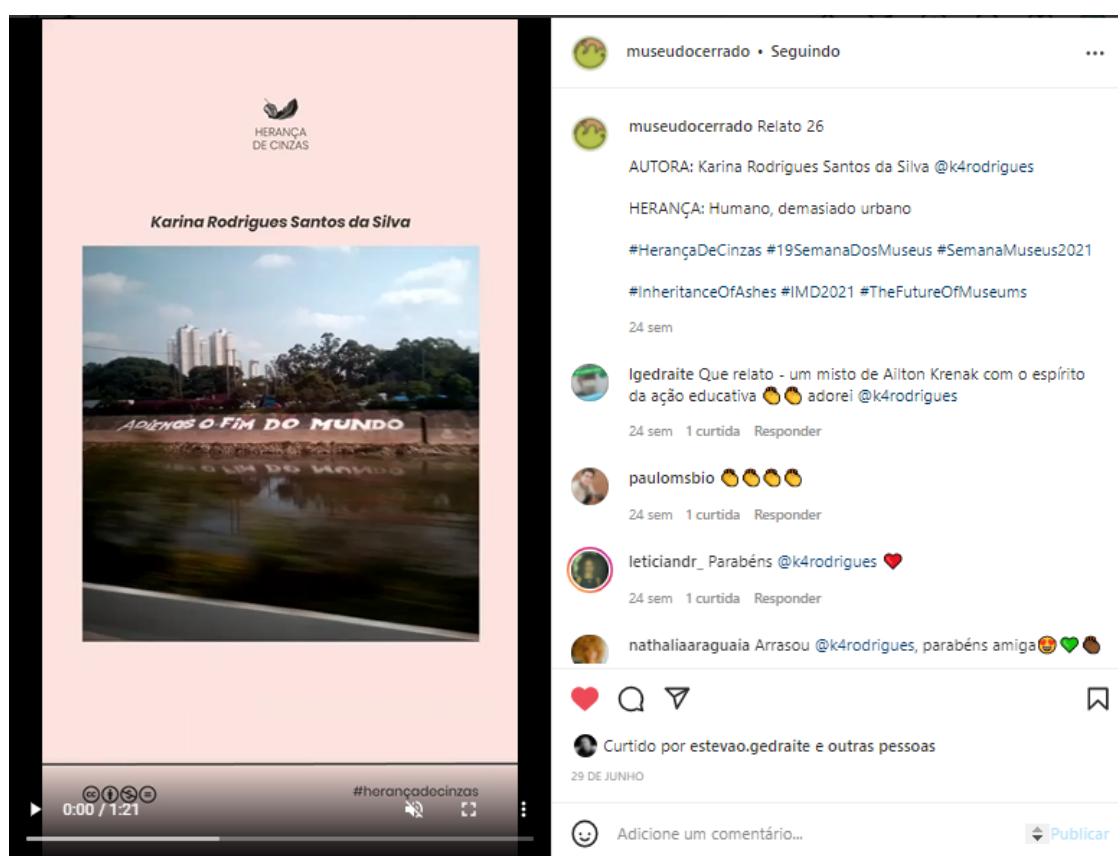 HERANÇA
DE CINZAS
Karina Rodrigues Santos da Silva
ADIEMOS O FIM DO MUNDO
#herançadecinzas
0:00 / 1:21
museudocerrado • Seguindo
museudocerrado Relato 26
AUTORA: Karina Rodrigues Santos da Silva @k4rodrigues
HERANÇA: Humano, demasiado urbano
#HerançaDeCinzas #19SemanaDosMuseus #SemanaMuseus2021
#InheritanceOfAshes #IMD2021 #TheFutureOfMuseums
24 sem
lgedraite Que relato - um misto de Ailton Krenak com o espírito
da ação educativa 👏👏 adorei @k4rodrigues
24 sem 1 curtida Responder
paulomsbio 👏👏👏👏
24 sem 1 curtida Responder
leticiandr_ Parabéns @k4rodrigues ❤️
24 sem 1 curtida Responder
nathaliaaraguaia Arrasou @k4rodrigues, parabéns amiga😍💚✊🏿
Curtido por estevao.gedraite e outras pessoas
29 DE JUNHO
Adicione um comentário... Publicar